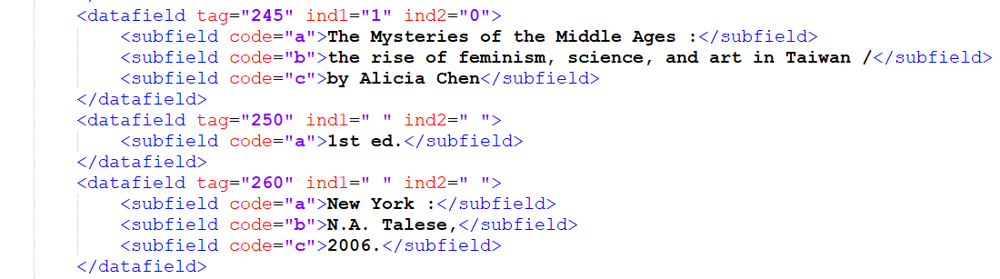 <datafield tag="245" ind1="1" ind2="0">
<subfield code="a">The Mysteries of the Middle Ages :</subfield>
<subfield code="b">the rise of feminism, science, and art in Taiwan /</subfield>
<subfield code="c">by Alicia Chen</subfield>
</datafield>
<datafield tag="250" ind1=" " ind2=" ">
<subfield code="a">1st ed.</subfield>
</datafield>
<datafield tag="260" ind1=" " ind2=" ">
<subfield code="a">New York :</subfield>
<subfield code="b">N.A. Talese,</subfield>
<subfield code="c">2006.</subfield>
</datafield>